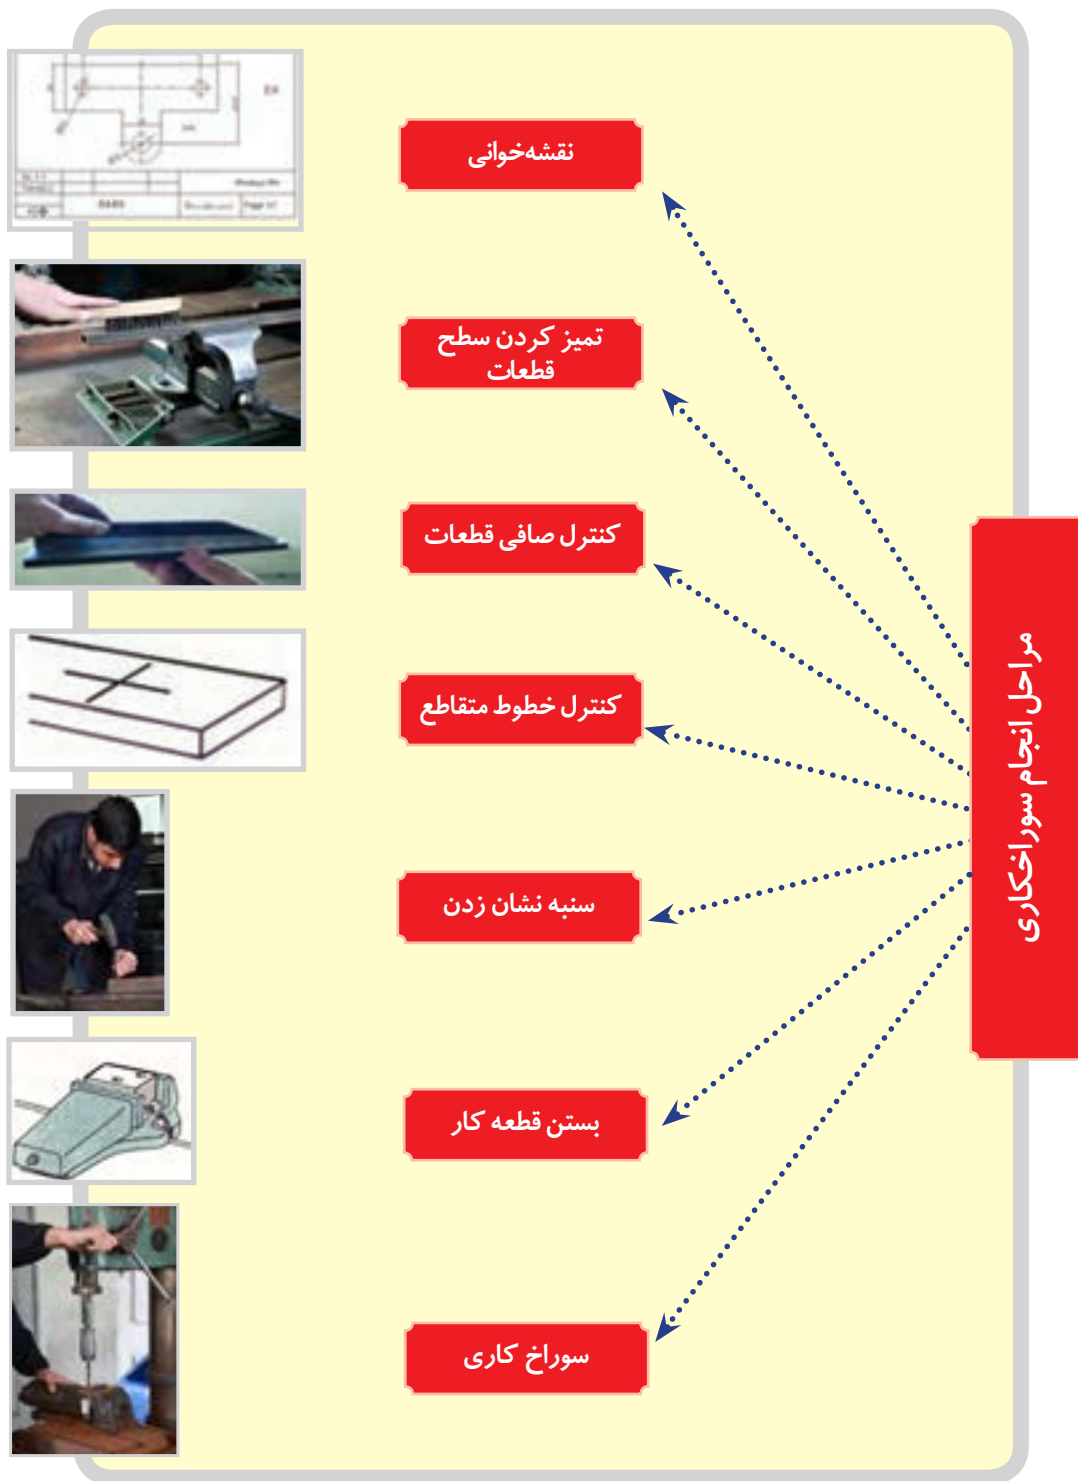 مراحل انجام سوراخکاری
نقشه‌خوانی
تمیز کردن سطح
قطعات
کنترل صافی قطعات
کنترل خطوط متقاطع
سنبه نشان زدن
بستن قطعه کار
سوراخ کاری